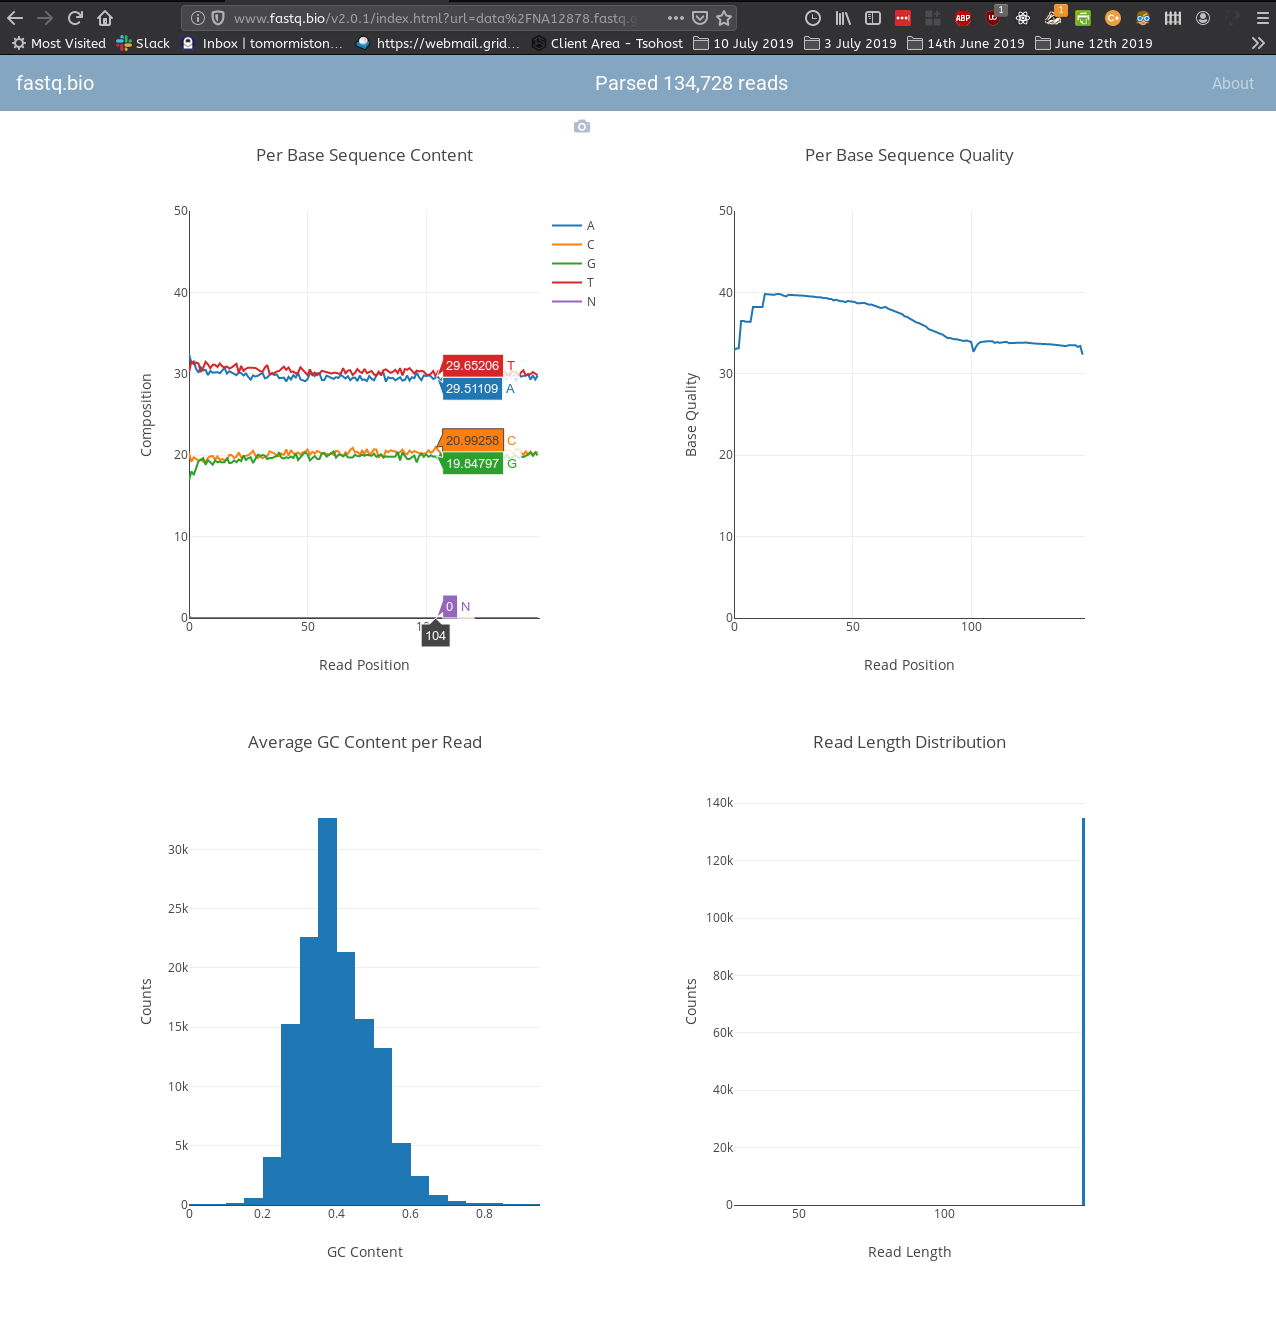 www.fastq.bio/v2.0.1/index.html?url=data%2FNA12878.fastq.g
ABP
1
1
Most Visited
Slack
Inbox | tomormiston...
https://webmail.grid...
Client Area - Tsohost
10 July 2019
3 July 2019
14th June 2019
June 12th 2019
fastq.bio
Parsed 134,728 reads
About
Per Base Sequence Content
50
40
30
20
10
0
Composition
0
50
104
Read Position
A
C
G
T
N
29.65206 T
29.51109 A
20.99258 C
19.84797 G
0 N
Per Base Sequence Quality
50
40
30
20
10
0
Base Quality
0
50
100
Read Position
Average GC Content per Read
30k
25k
20k
15k
10k
5k
0
Counts
0
0.2
0.4
0.6
0.8
GC Content
Read Length Distribution
140k
120k
100k
80k
60k
40k
20k
0
Counts
50
100
Read Length